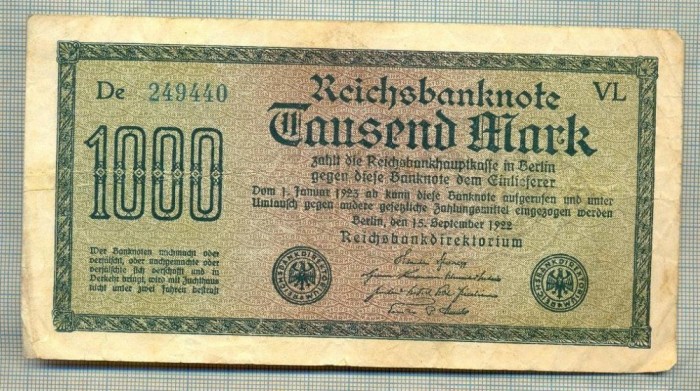 De 249440
VL
Reichsbanknote
Tausend Mark
1000
zahlt die Reichsbankhauptkasse in Berlin
gegen diese Banknote dem Einlieferer
Vom 1. Januar 1923 ab kann diese Banknote aufgerufen und unter
Umtausch gegen andere gesetzliche Zahlungsmittel eingezogen werden
Berlin, den 15. September 1922
Reichsbankdirektorium
Wer Banknoten nachmacht oder
verfälscht, oder nachgemachte oder
verfälschte sich verschafft und in
Verkehr bringt, wird mit Zuchthaus
nicht unter zwei Jahren bestraft
REICHSBANKDIREKTORIUM
REICHSBANKDIREKTORIUM